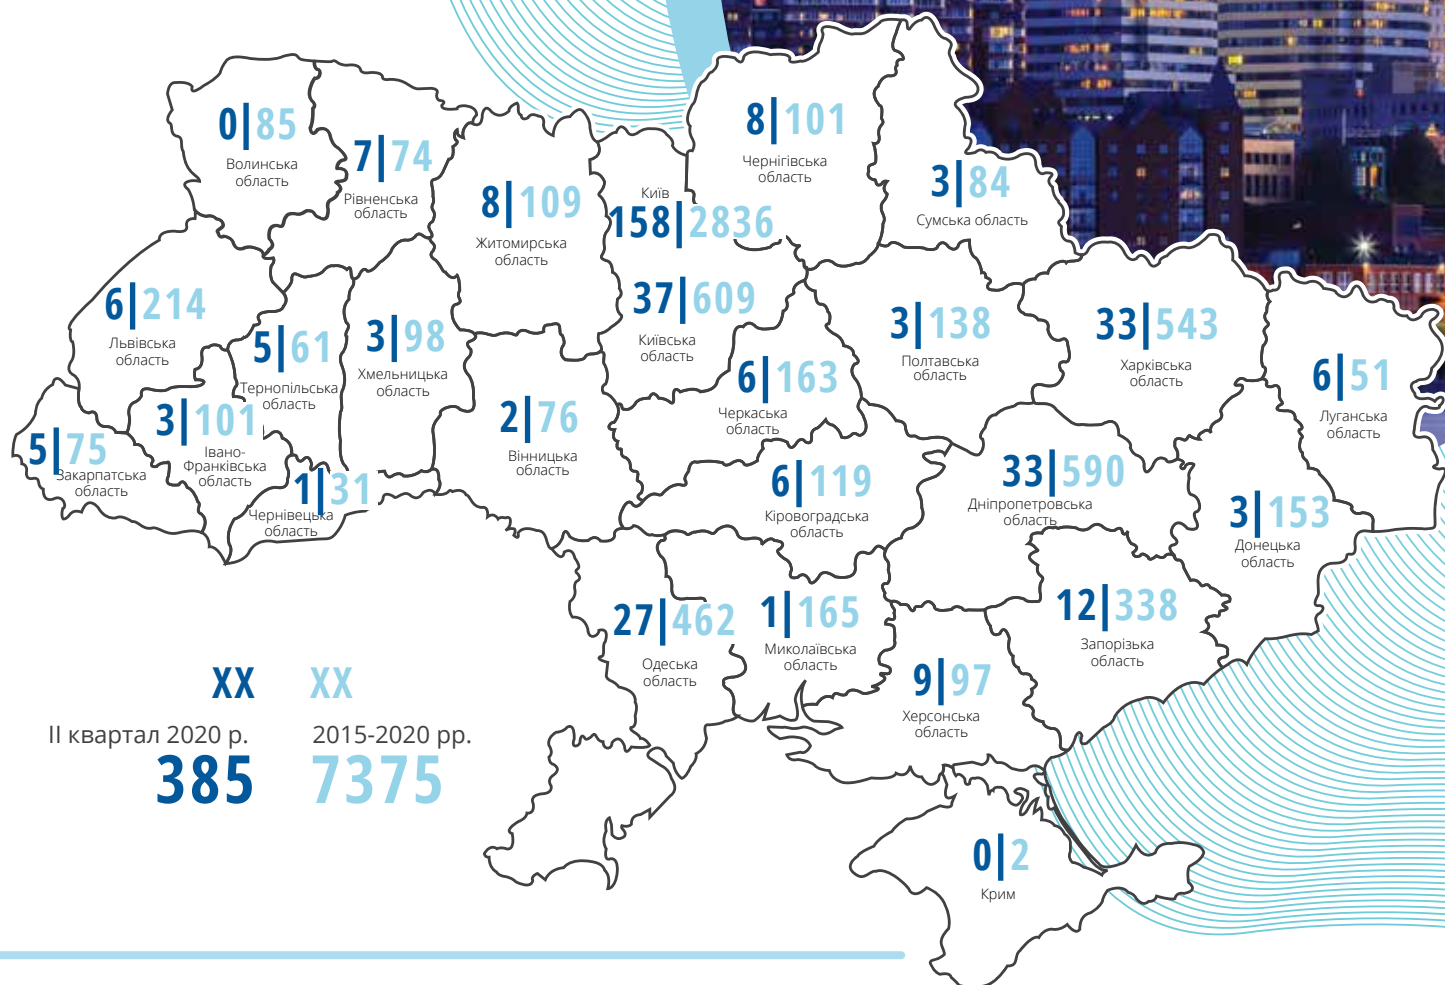 0|85
Волинська
область
7|74
Рівненська
область
8|109
Житомирська
область
Київ
158|2836
37|609
Київська
область
8|101
Чернігівська
область
3|84
Сумська область
6|214
Львівська
область
5|61
Тернопільська
область
3|98
Хмельницька
область
2|76
Вінницька
область
6|163
Черкаська
область
3|138
Полтавська
область
33|543
Харківська
область
6|51
Луганська
область
5|75
Закарпатська
область
3|101
Івано-
Франківська
область
1|31
Чернівецька
область
6|119
Кіровоградська
область
33|590
Дніпропетровська
область
3|153
Донецька
область
27|462
Одеська
область
1|165
Миколаївська
область
9|97
Херсонська
область
12|338
Запорізька
область
0|2
Крим
XX XX
II квартал 2020 р. 2015-2020 рр.
385 7375